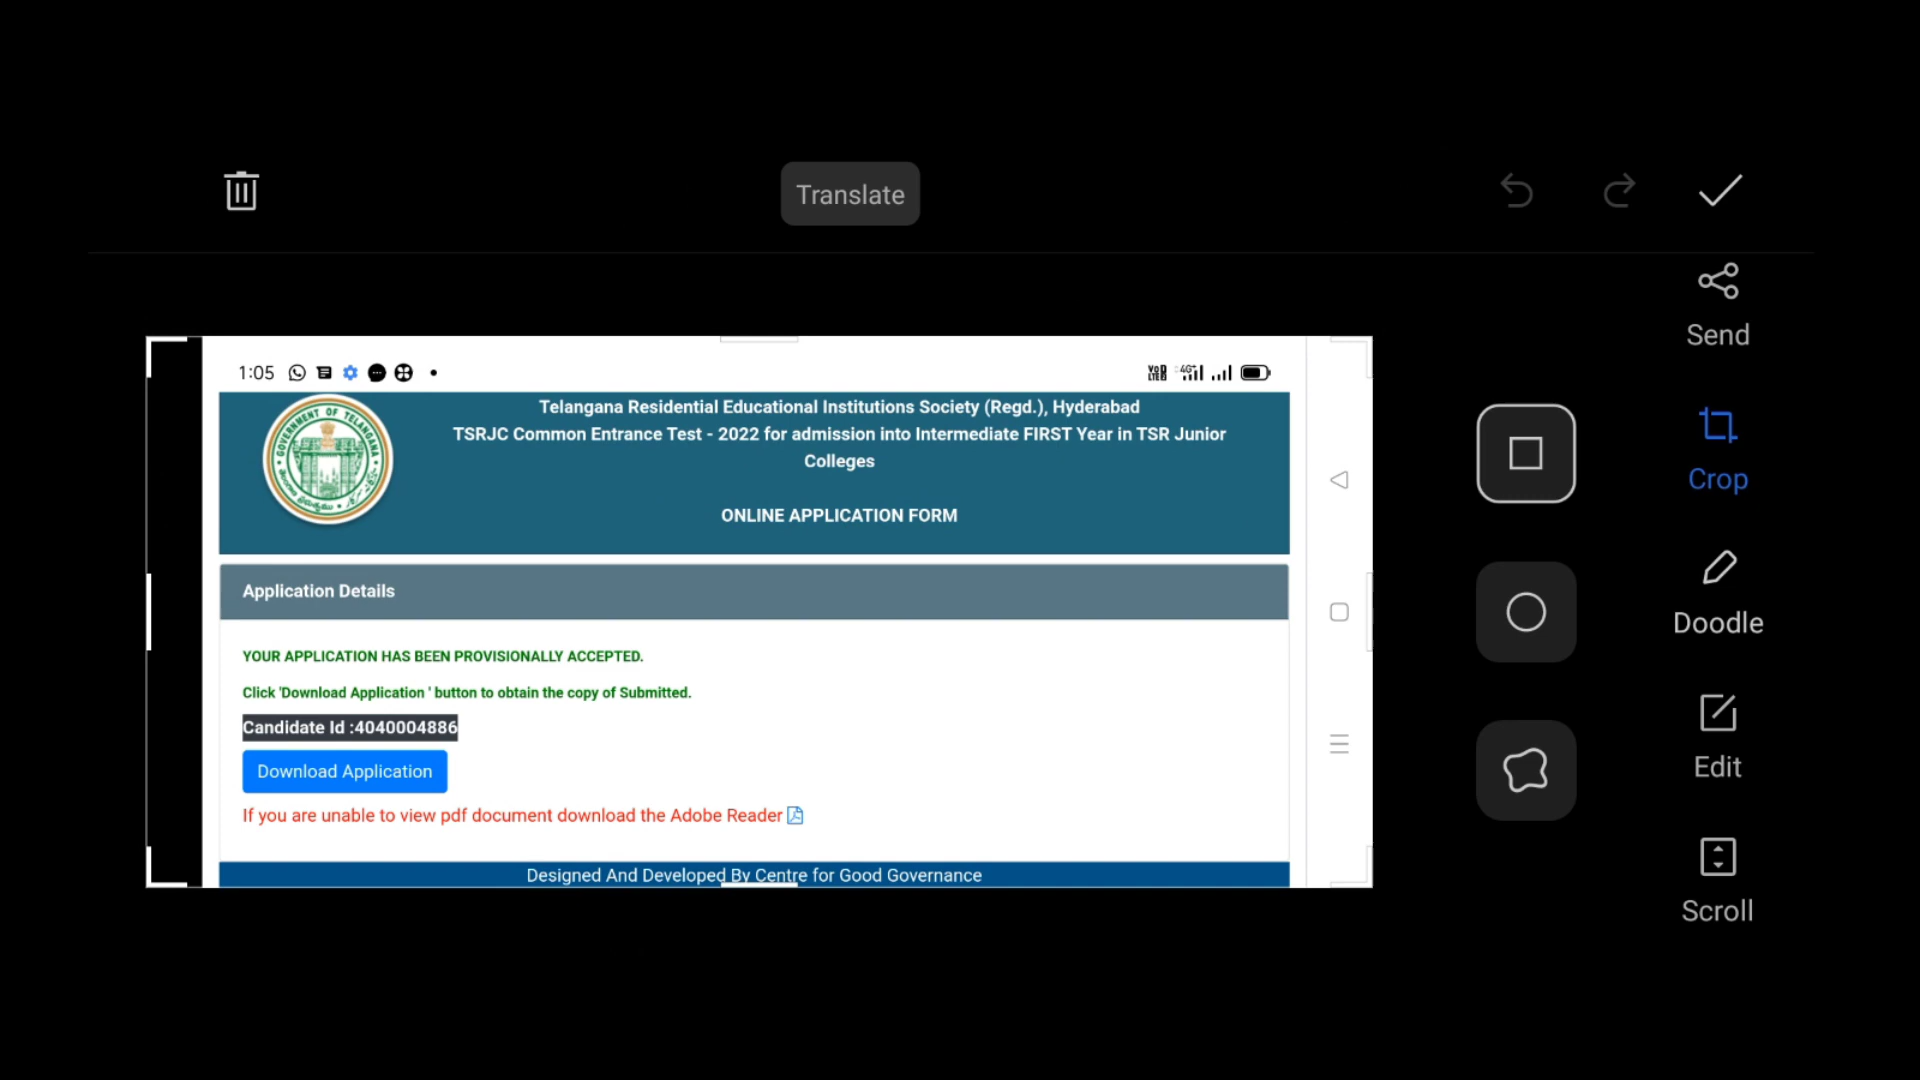 Translate
Send
1:05
Telangana Residential Educational Institutions Society (Regd.), Hyderabad
TSRJC Common Entrance Test - 2022 for admission into Intermediate FIRST Year in TSR Junior
Colleges
GOVERNMENT OF TELANGANA
ONLINE APPLICATION FORM
Crop
Application Details
Doodle
YOUR APPLICATION HAS BEEN PROVISIONALLY ACCEPTED.
Click 'Download Application ' button to obtain the copy of Submitted.
Candidate Id :4040004886
Download Application
Edit
If you are unable to view pdf document download the Adobe Reader
Designed And Developed By Centre for Good Governance
Scroll